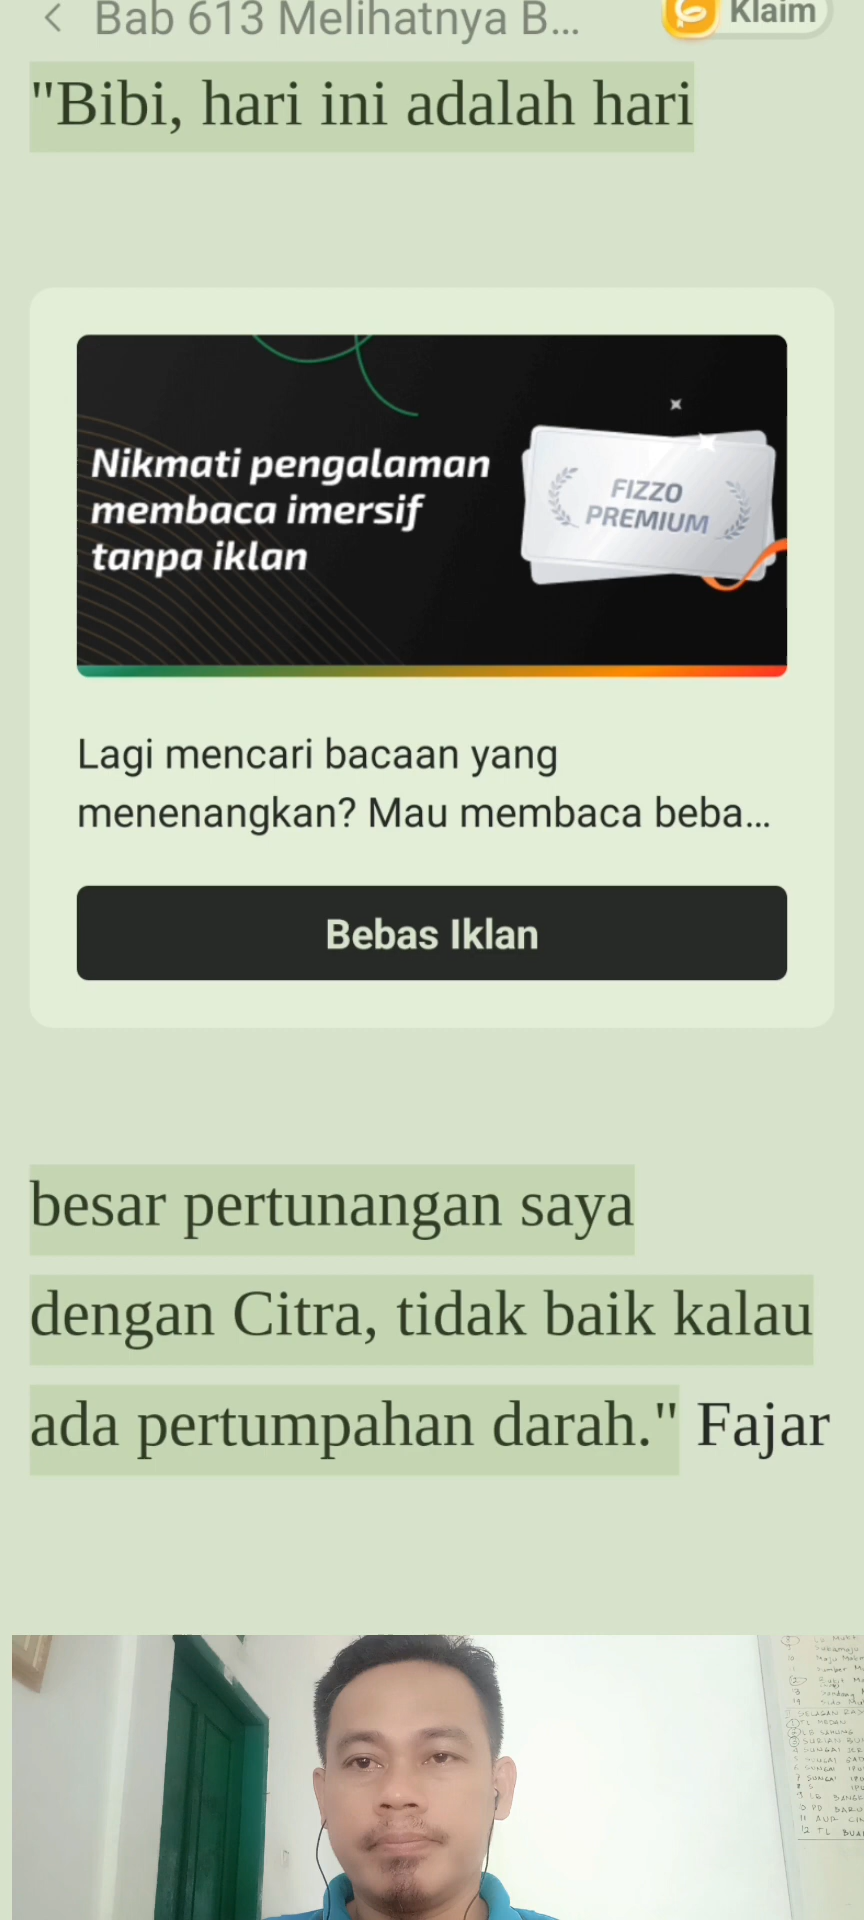 Bab 613 Melihatnya B...
Klaim
"Bibi, hari ini adalah hari
Nikmati pengalaman
membaca imersif
tanpa iklan
FIZZO
PREMIUM
Lagi mencari bacaan yang
menenangkan? Mau membaca beba...
Bebas Iklan
besar pertunangan saya
dengan Citra, tidak baik kalau
ada pertumpahan darah." Fajar